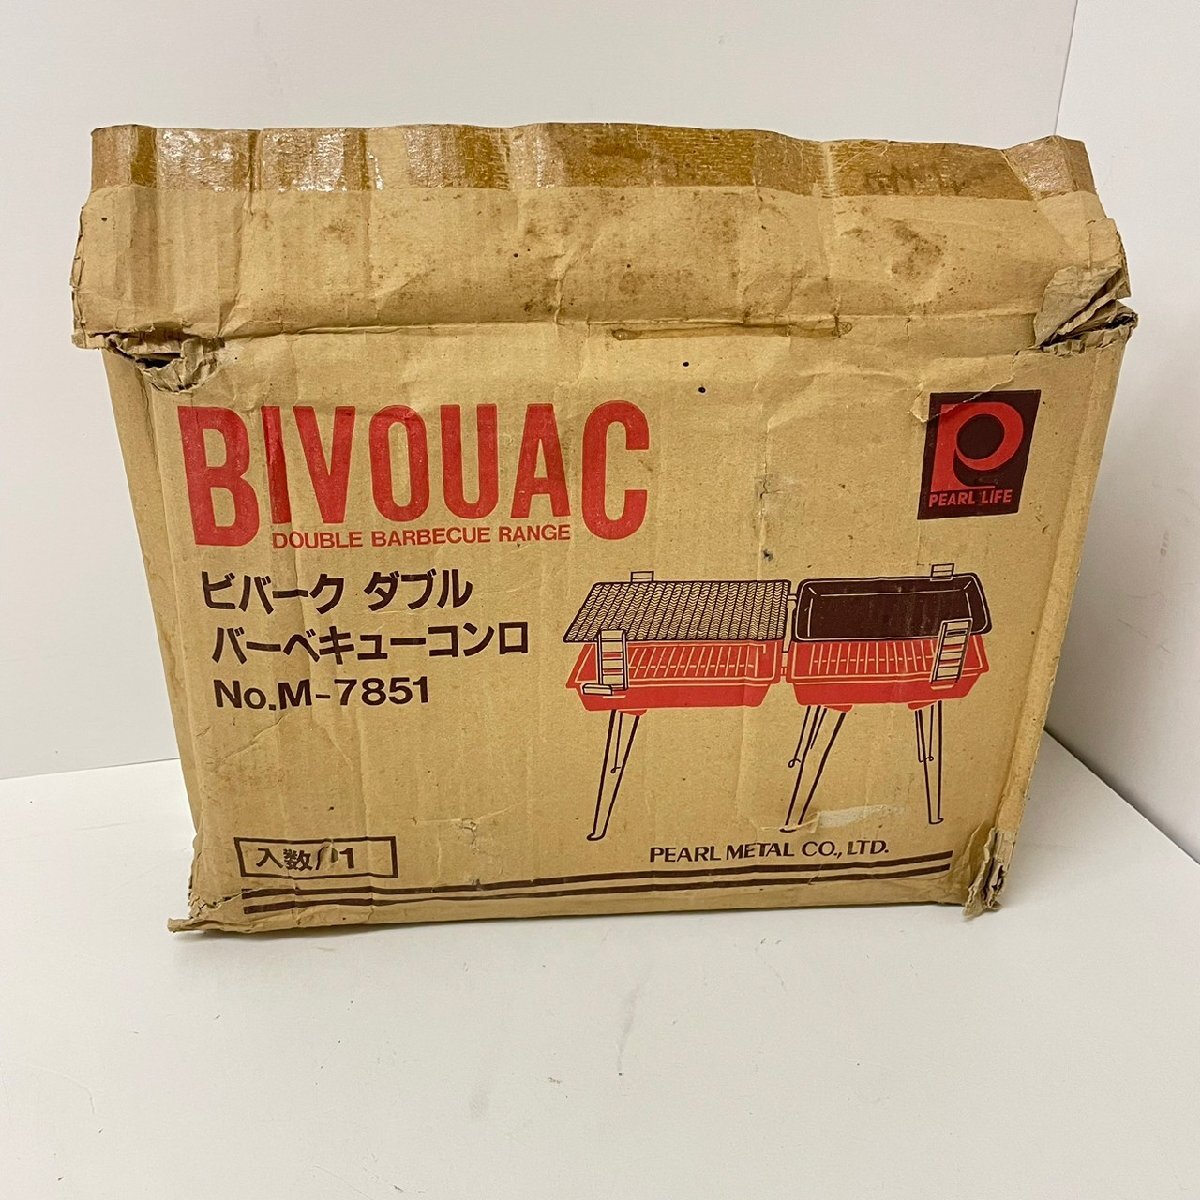 BIVOUAC
DOUBLE BARBECUE RANGE
PEARL LIFE
ビバーク ダブル
バーベキューコンロ
No.M-7851
入数/1
PEARL METAL CO., LTD.